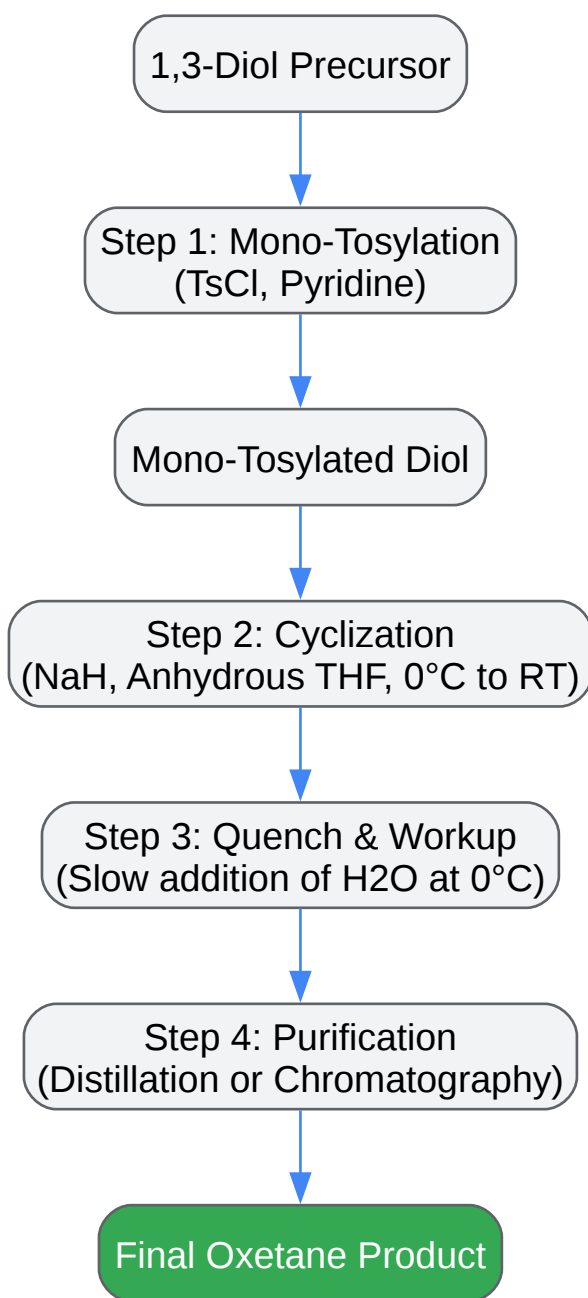 1,3-Diol Precursor
Step 1: Mono-Tosylation
(TsCl, Pyridine)
Mono-Tosylated Diol
Step 2: Cyclization
(NaH, Anhydrous THF, 0°C to RT)
Step 3: Quench & Workup
(Slow addition of H2O at 0°C)
Step 4: Purification
(Distillation or Chromatography)
Final Oxetane Product